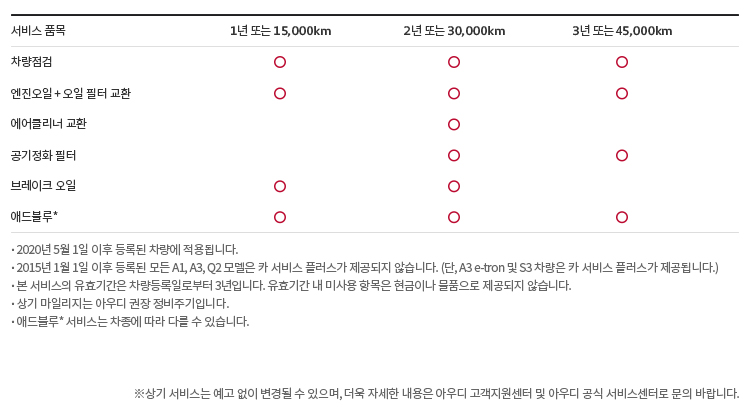 서비스 품목 1년 또는 15,000km 2년 또는 30,000km 3년 또는 45,000km
차량점검 ○ ○ ○
엔진오일 + 오일 필터 교환 ○ ○ ○
에어클리너 교환 ○
공기정화 필터 ○ ○
브레이크 오일 ○ ○
애드블루* ○ ○ ○
• 2020년 5월 1일 이후 등록된 차량에 적용됩니다.
• 2015년 1월 1일 이후 등록된 모든 A1, A3, Q2 모델은 카 서비스 플러스가 제공되지 않습니다. (단, A3 e-tron 및 S3 차량은 카 서비스 플러스가 제공됩니다.)
• 본 서비스의 유효기간은 차량등록일로부터 3년입니다. 유효기간 내 미사용 항목은 현금이나 물품으로 제공되지 않습니다.
• 상기 마일리지는 아우디 권장 정비주기입니다.
• 애드블루* 서비스는 차종에 따라 다를 수 있습니다.
※상기 서비스는 예고 없이 변경될 수 있으며, 더욱 자세한 내용은 아우디 고객지원센터 및 아우디 공식 서비스센터로 문의 바랍니다.